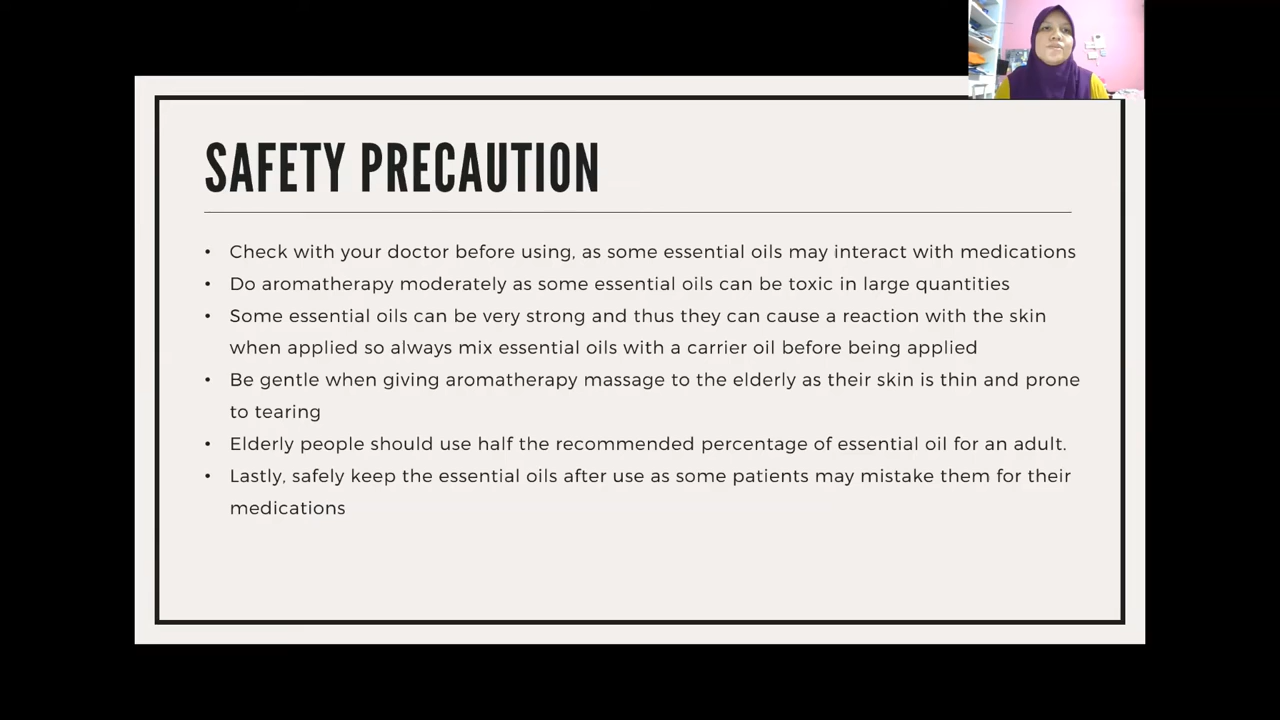 SAFETY PRECAUTION
• Check with your doctor before using, as some essential oils may interact with medications
• Do aromatherapy moderately as some essential oils can be toxic in large quantities
• Some essential oils can be very strong and thus they can cause a reaction with the skin
when applied so always mix essential oils with a carrier oil before being applied
• Be gentle when giving aromatherapy massage to the elderly as their skin is thin and prone
to tearing
• Elderly people should use half the recommended percentage of essential oil for an adult.
• Lastly, safely keep the essential oils after use as some patients may mistake them for their
medications